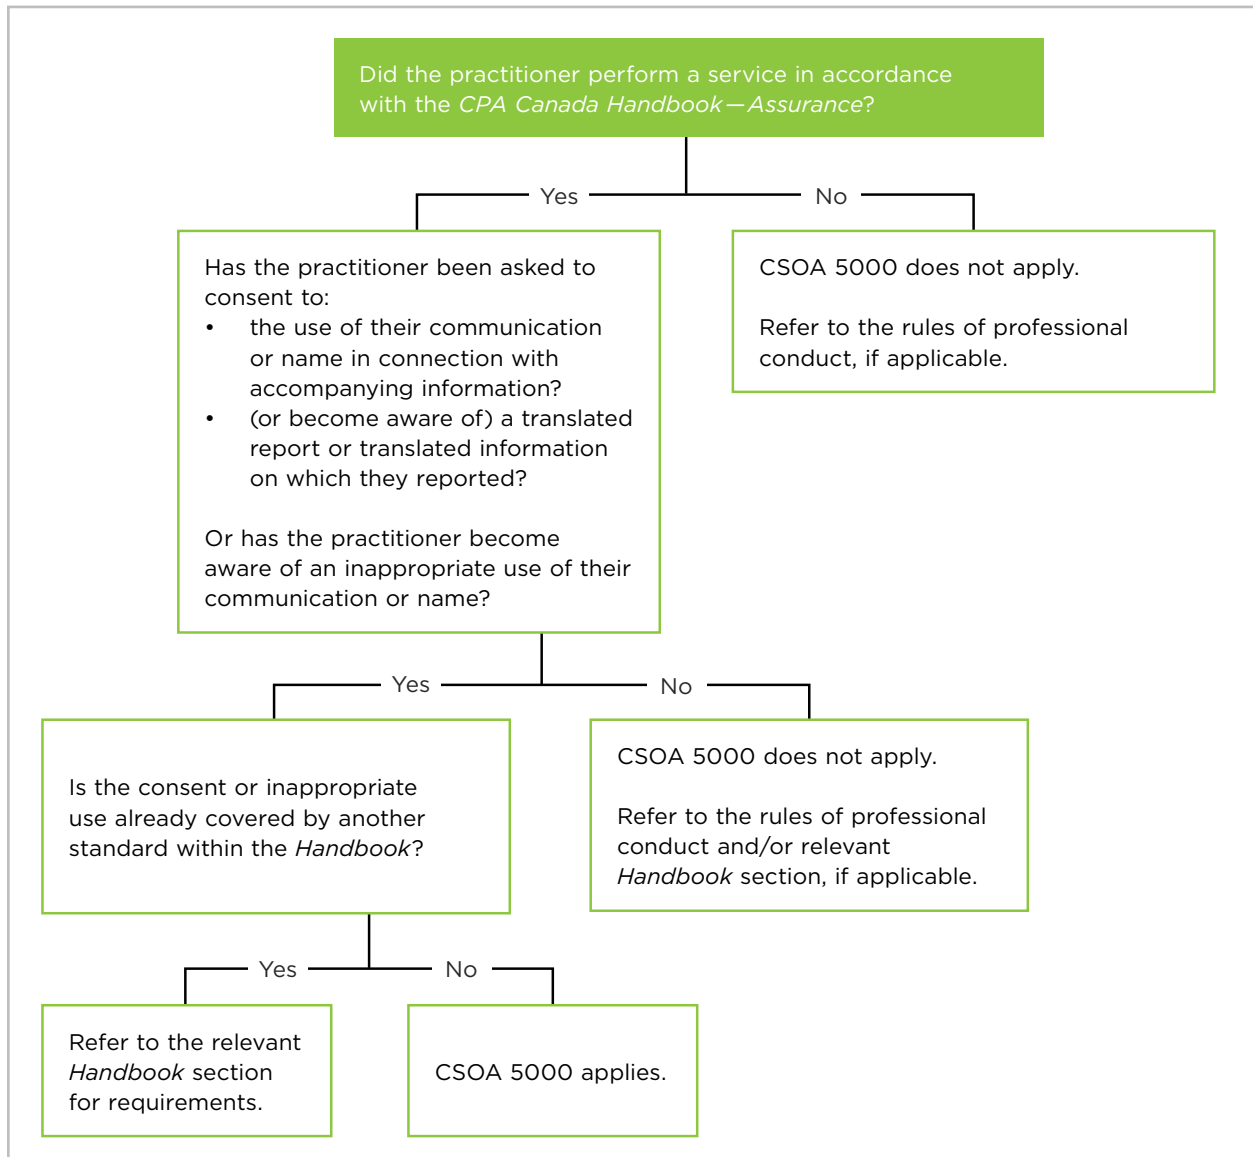 Did the practitioner perform a service in accordance
with the CPA Canada Handbook—Assurance?
Yes
No
Has the practitioner been asked to
consent to:
• the use of their communication
or name in connection with
accompanying information?
• (or become aware of) a translated
report or translated information
on which they reported?
Or has the practitioner become
aware of an inappropriate use of their
communication or name?
CSOA 5000 does not apply.
Refer to the rules of professional
conduct, if applicable.
Yes
No
Is the consent or inappropriate
use already covered by another
standard within the Handbook?
CSOA 5000 does not apply.
Refer to the rules of professional
conduct and/or relevant
Handbook section, if applicable.
Yes
No
Refer to the relevant
Handbook section
for requirements.
CSOA 5000 applies.